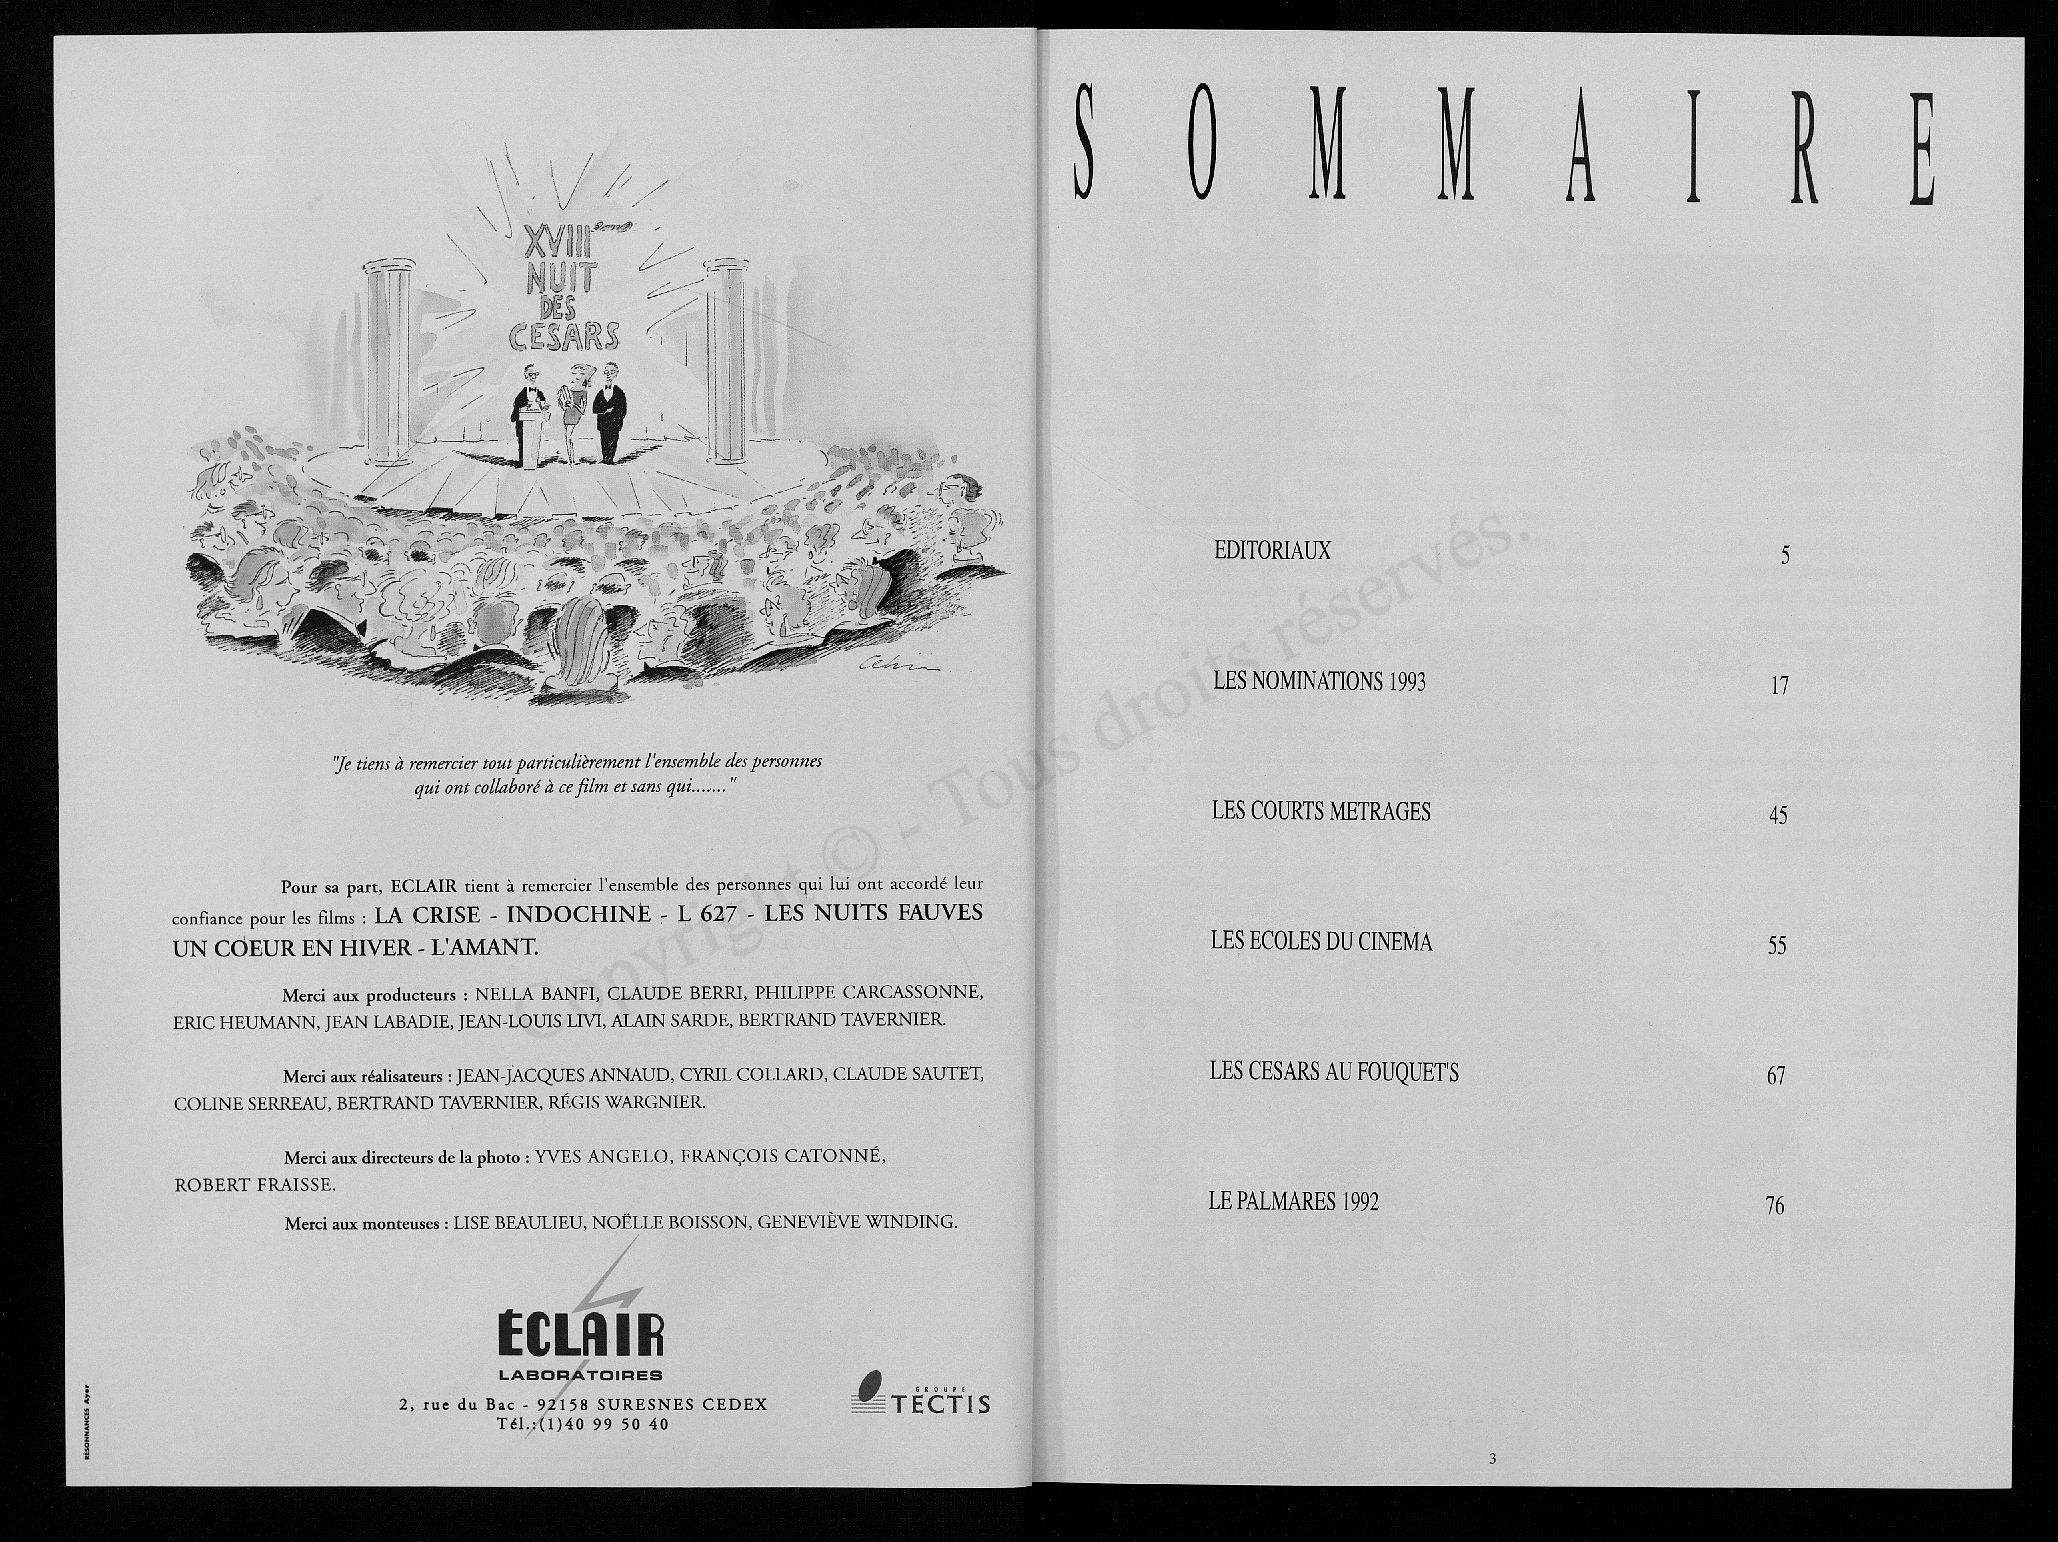 XVIII
NUIT
DES
CESARS
"Je tiens à remercier tout particulièrement l'ensemble des personnes
qui ont collaboré à ce film et sans qui......."
Pour sa part, ECLAIR tient à remercier l'ensemble des personnes qui lui ont accordé leur
confiance pour les films : LA CRISE - INDOCHINE - L 627 - LES NUITS FAUVES
UN COEUR EN HIVER - L'AMANT.
Merci aux producteurs : NELLA BANFI, CLAUDE BERRI, PHILIPPE CARCASSONNE,
ERIC HEUMANN, JEAN LABADIE, JEAN-LOUIS LIVI, ALAIN SARDE, BERTRAND TAVERNIER.
Merci aux réalisateurs : JEAN-JACQUES ANNAUD, CYRIL COLLARD, CLAUDE SAUTET,
COLINE SERREAU, BERTRAND TAVERNIER, RÉGIS WARGNIER.
Merci aux directeurs de la photo : YVES ANGELO, FRANÇOIS CATONNÉ,
ROBERT FRAISSE.
Merci aux monteuses : LISE BEAULIEU, NOËLLE BOISSON, GENEVIÈVE WINDING.
ÉCLAIR
LABORATOIRES
2, rue du Bac - 92158 SURESNES CEDEX
Tél.:(1)40 99 50 40
GROUPE
TECTIS
RÉSONNANCES Ayer
SOMMAIRE
EDITORIAUX 5
LES NOMINATIONS 1993 17
LES COURTS METRAGES 45
LES ECOLES DU CINEMA 55
LES CESARS AU FOUQUET'S 67
LE PALMARES 1992 76
3
Copyright © - Tous droits réservés.